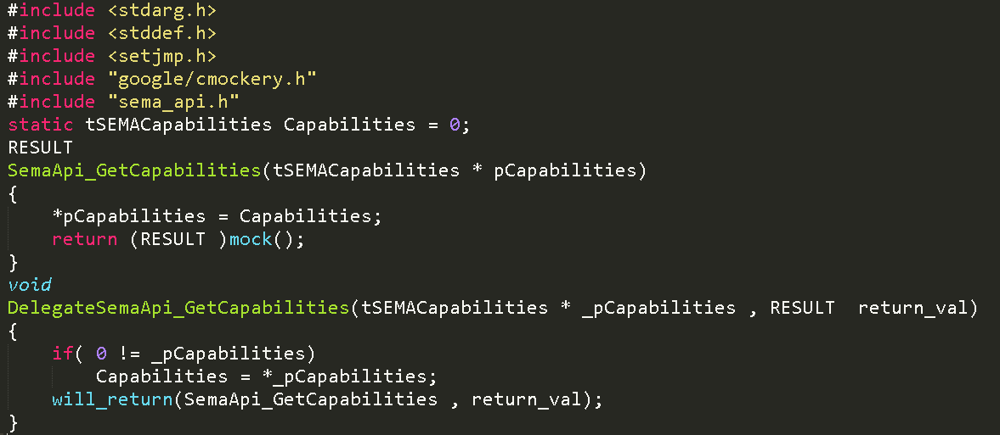 #include <stdarg.h>
#include <stddef.h>
#include <setjmp.h>
#include "google/cmockery.h"
#include "sema_api.h"
static tSEMACapabilities Capabilities = 0;
RESULT
SemaApi_GetCapabilities(tSEMACapabilities * pCapabilities)
{
    *pCapabilities = Capabilities;
    return (RESULT )mock();
}
void
DelegateSemaApi_GetCapabilities(tSEMACapabilities * _pCapabilities , RESULT  return_val)
{
    if( 0 != _pCapabilities)
        Capabilities = *_pCapabilities;
    will_return(SemaApi_GetCapabilities , return_val);
}